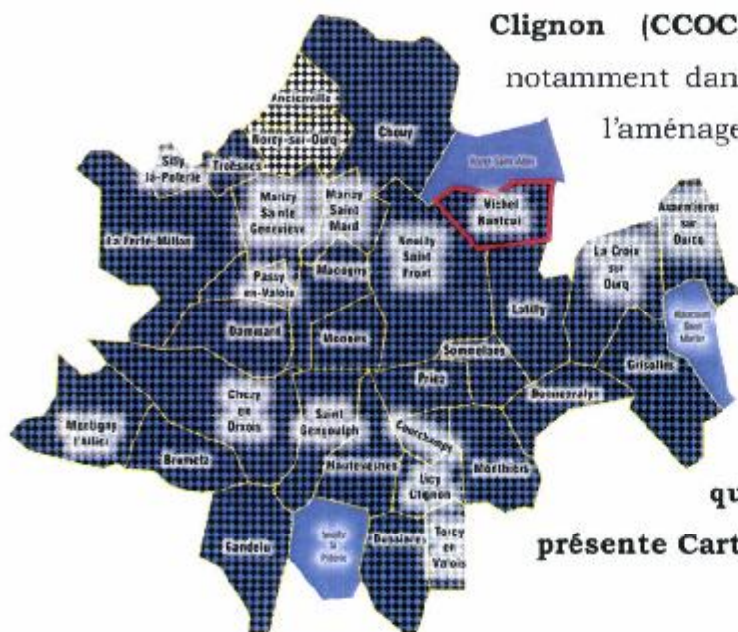 Clignon (CCOC
notamment dan
l'aménage
Ancienville
Noroy-sur-Ourcq
Chouy
Silly
la-Poterie
Troësnes
Vichel
Nanteuil
Marizy
Sainte
Geneviève
Marizy
Saint
Mard
La Ferté-Milon
Neuilly
Saint
Front
Armentières
sur
Ourcq
La Croix
sur
Ourcq
Passy
en-Valois
Macogny
Latilly
Dammard
Monnes
Sommelans
Grisolles
Priez
Bonnesvalyn
Chézy
en
Orxois
Saint
Gengoulph
Courchamps
Montigny
l'Allier
Brumetz
Hautevesnes
Monthiers
Licy
Clignon
qu
Gandelu
Bussiares
Torcy
en
Valois
présente Cart